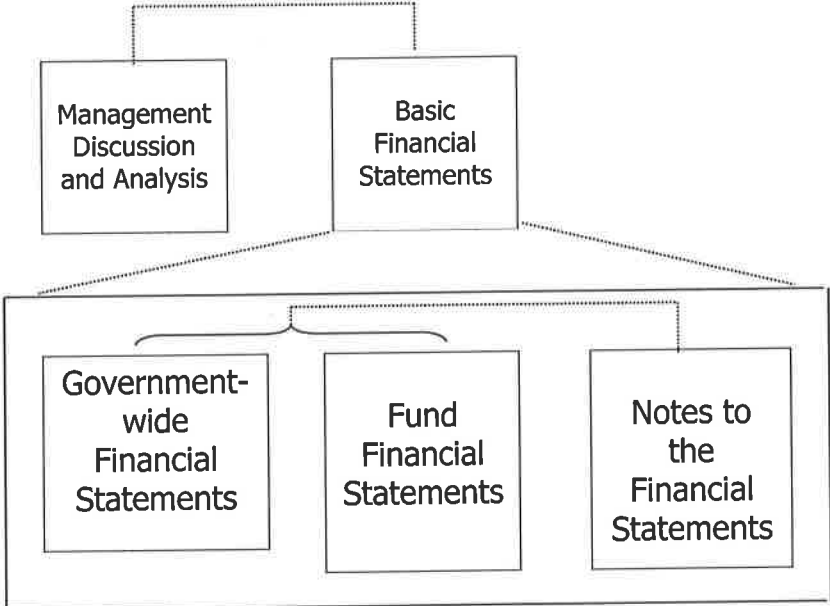 Management
Discussion
and Analysis
Basic
Financial
Statements
Government-
wide
Financial
Statements
Fund
Financial
Statements
Notes to
the
Financial
Statements